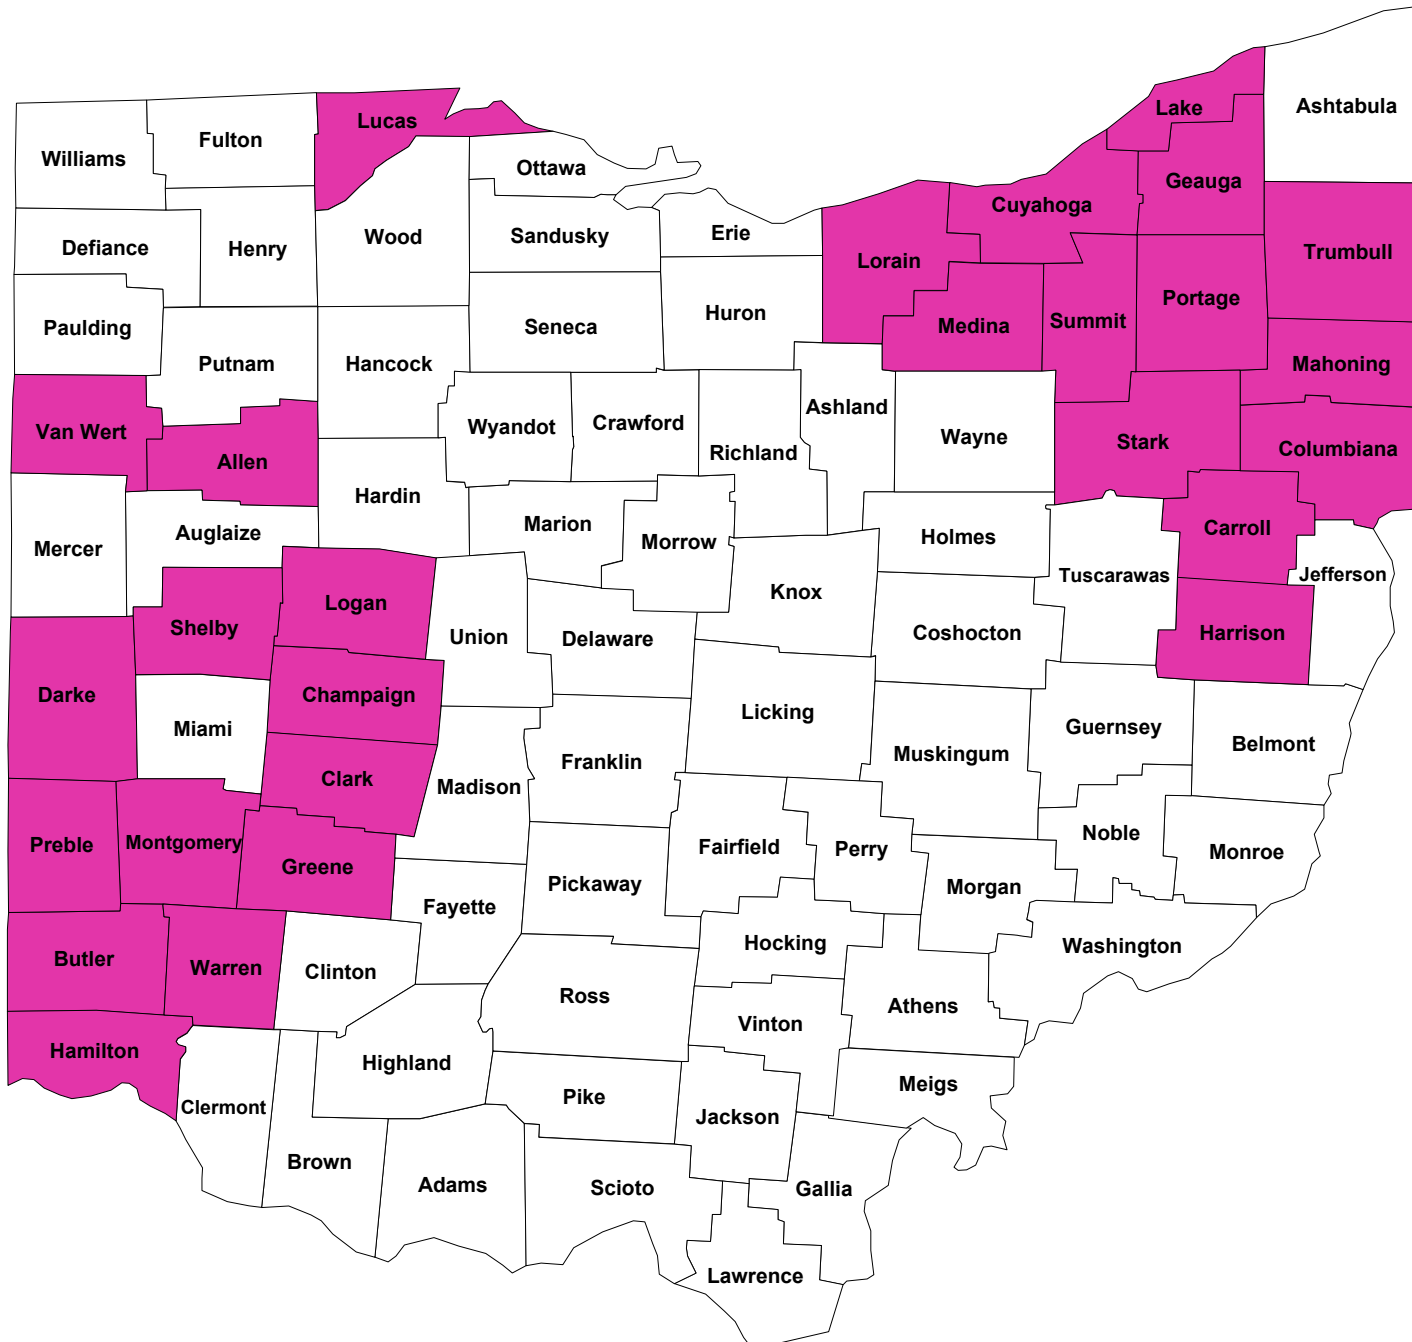 Ashtabula
Lake
Lucas
Fulton
Williams
Ottawa
Geauga
Cuyahoga
Erie
Sandusky
Wood
Henry
Defiance
Trumbull
Lorain
Portage
Huron
Summit
Medina
Seneca
Paulding
Putnam
Hancock
Mahoning
Ashland
Crawford
Wyandot
Van Wert
Wayne
Stark
Columbiana
Richland
Allen
Hardin
Marion
Auglaize
Mercer
Morrow
Holmes
Carroll
Tuscarawas
Jefferson
Knox
Logan
Shelby
Union
Delaware
Coshocton
Harrison
Darke
Champaign
Licking
Miami
Guernsey
Belmont
Muskingum
Franklin
Clark
Madison
Preble
Montgomery
Greene
Fairfield
Perry
Noble
Monroe
Pickaway
Morgan
Fayette
Hocking
Washington
Butler
Warren
Clinton
Ross
Athens
Vinton
Hamilton
Highland
Meigs
Pike
Clermont
Jackson
Brown
Adams
Scioto
Gallia
Lawrence